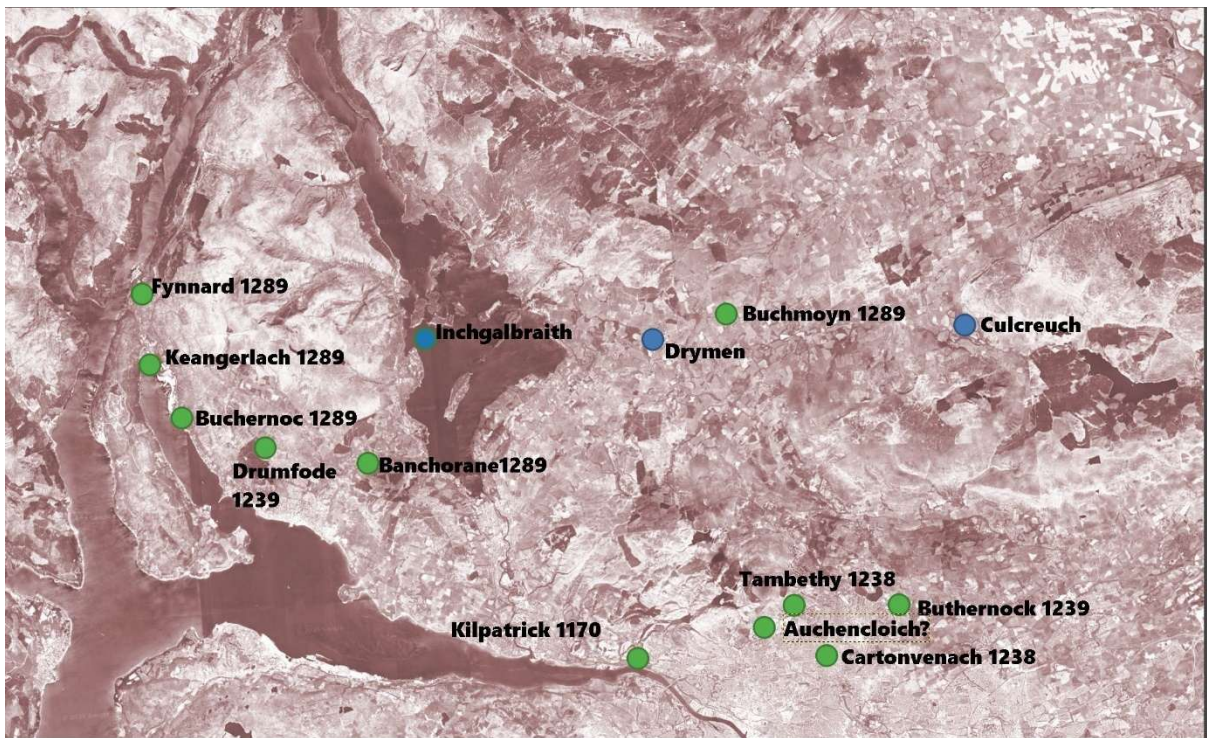 Fynnard 1289
Inchgalbraith
Buchmoyn 1289
Culcreuch
Drymen
Keangerlach 1289
Buchernoc 1289
Drumfode
1239
Banchorane1289
Tambethy 1238
Buthernock 1239
Auchencloich?
Kilpatrick 1170
Cartonvenach 1238